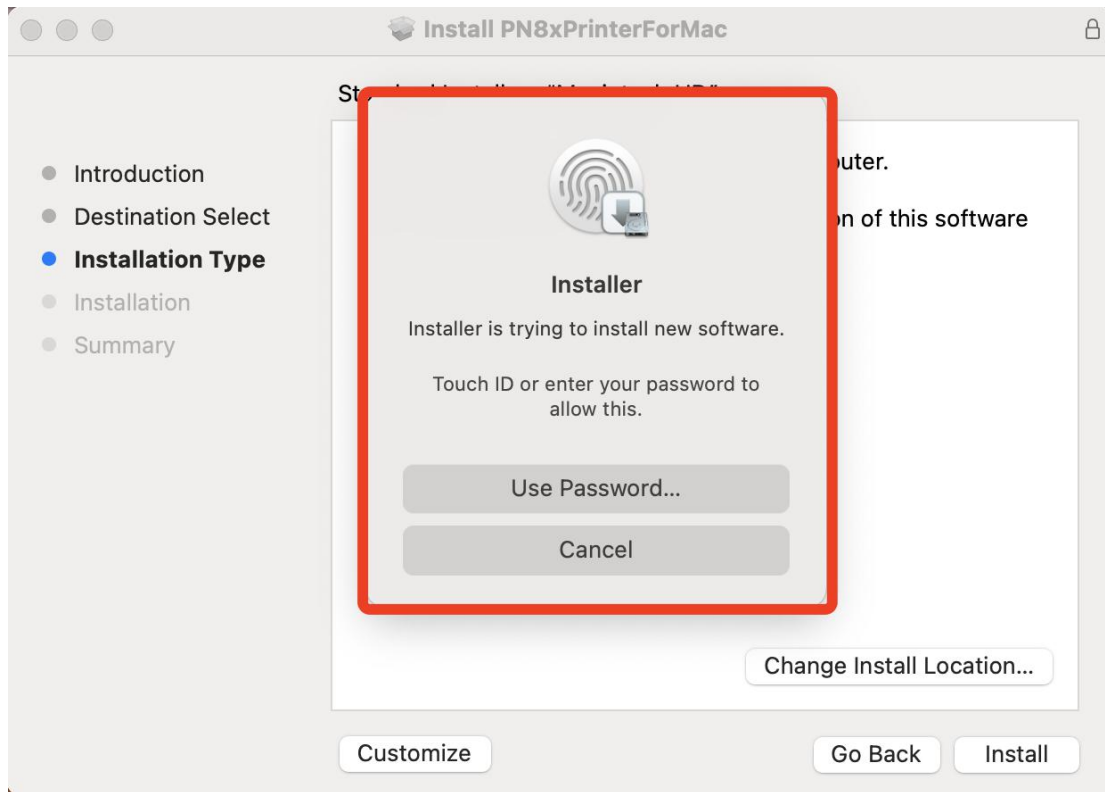 Install PN8xPrinterForMac
Introduction
Destination Select
Installation Type
Installation
Summary
of this software
Installer
Installer is trying to install new software.
Touch ID or enter your password to
allow this.
Use Password...
Cancel
Change Install Location...
Customize
Go Back
Install